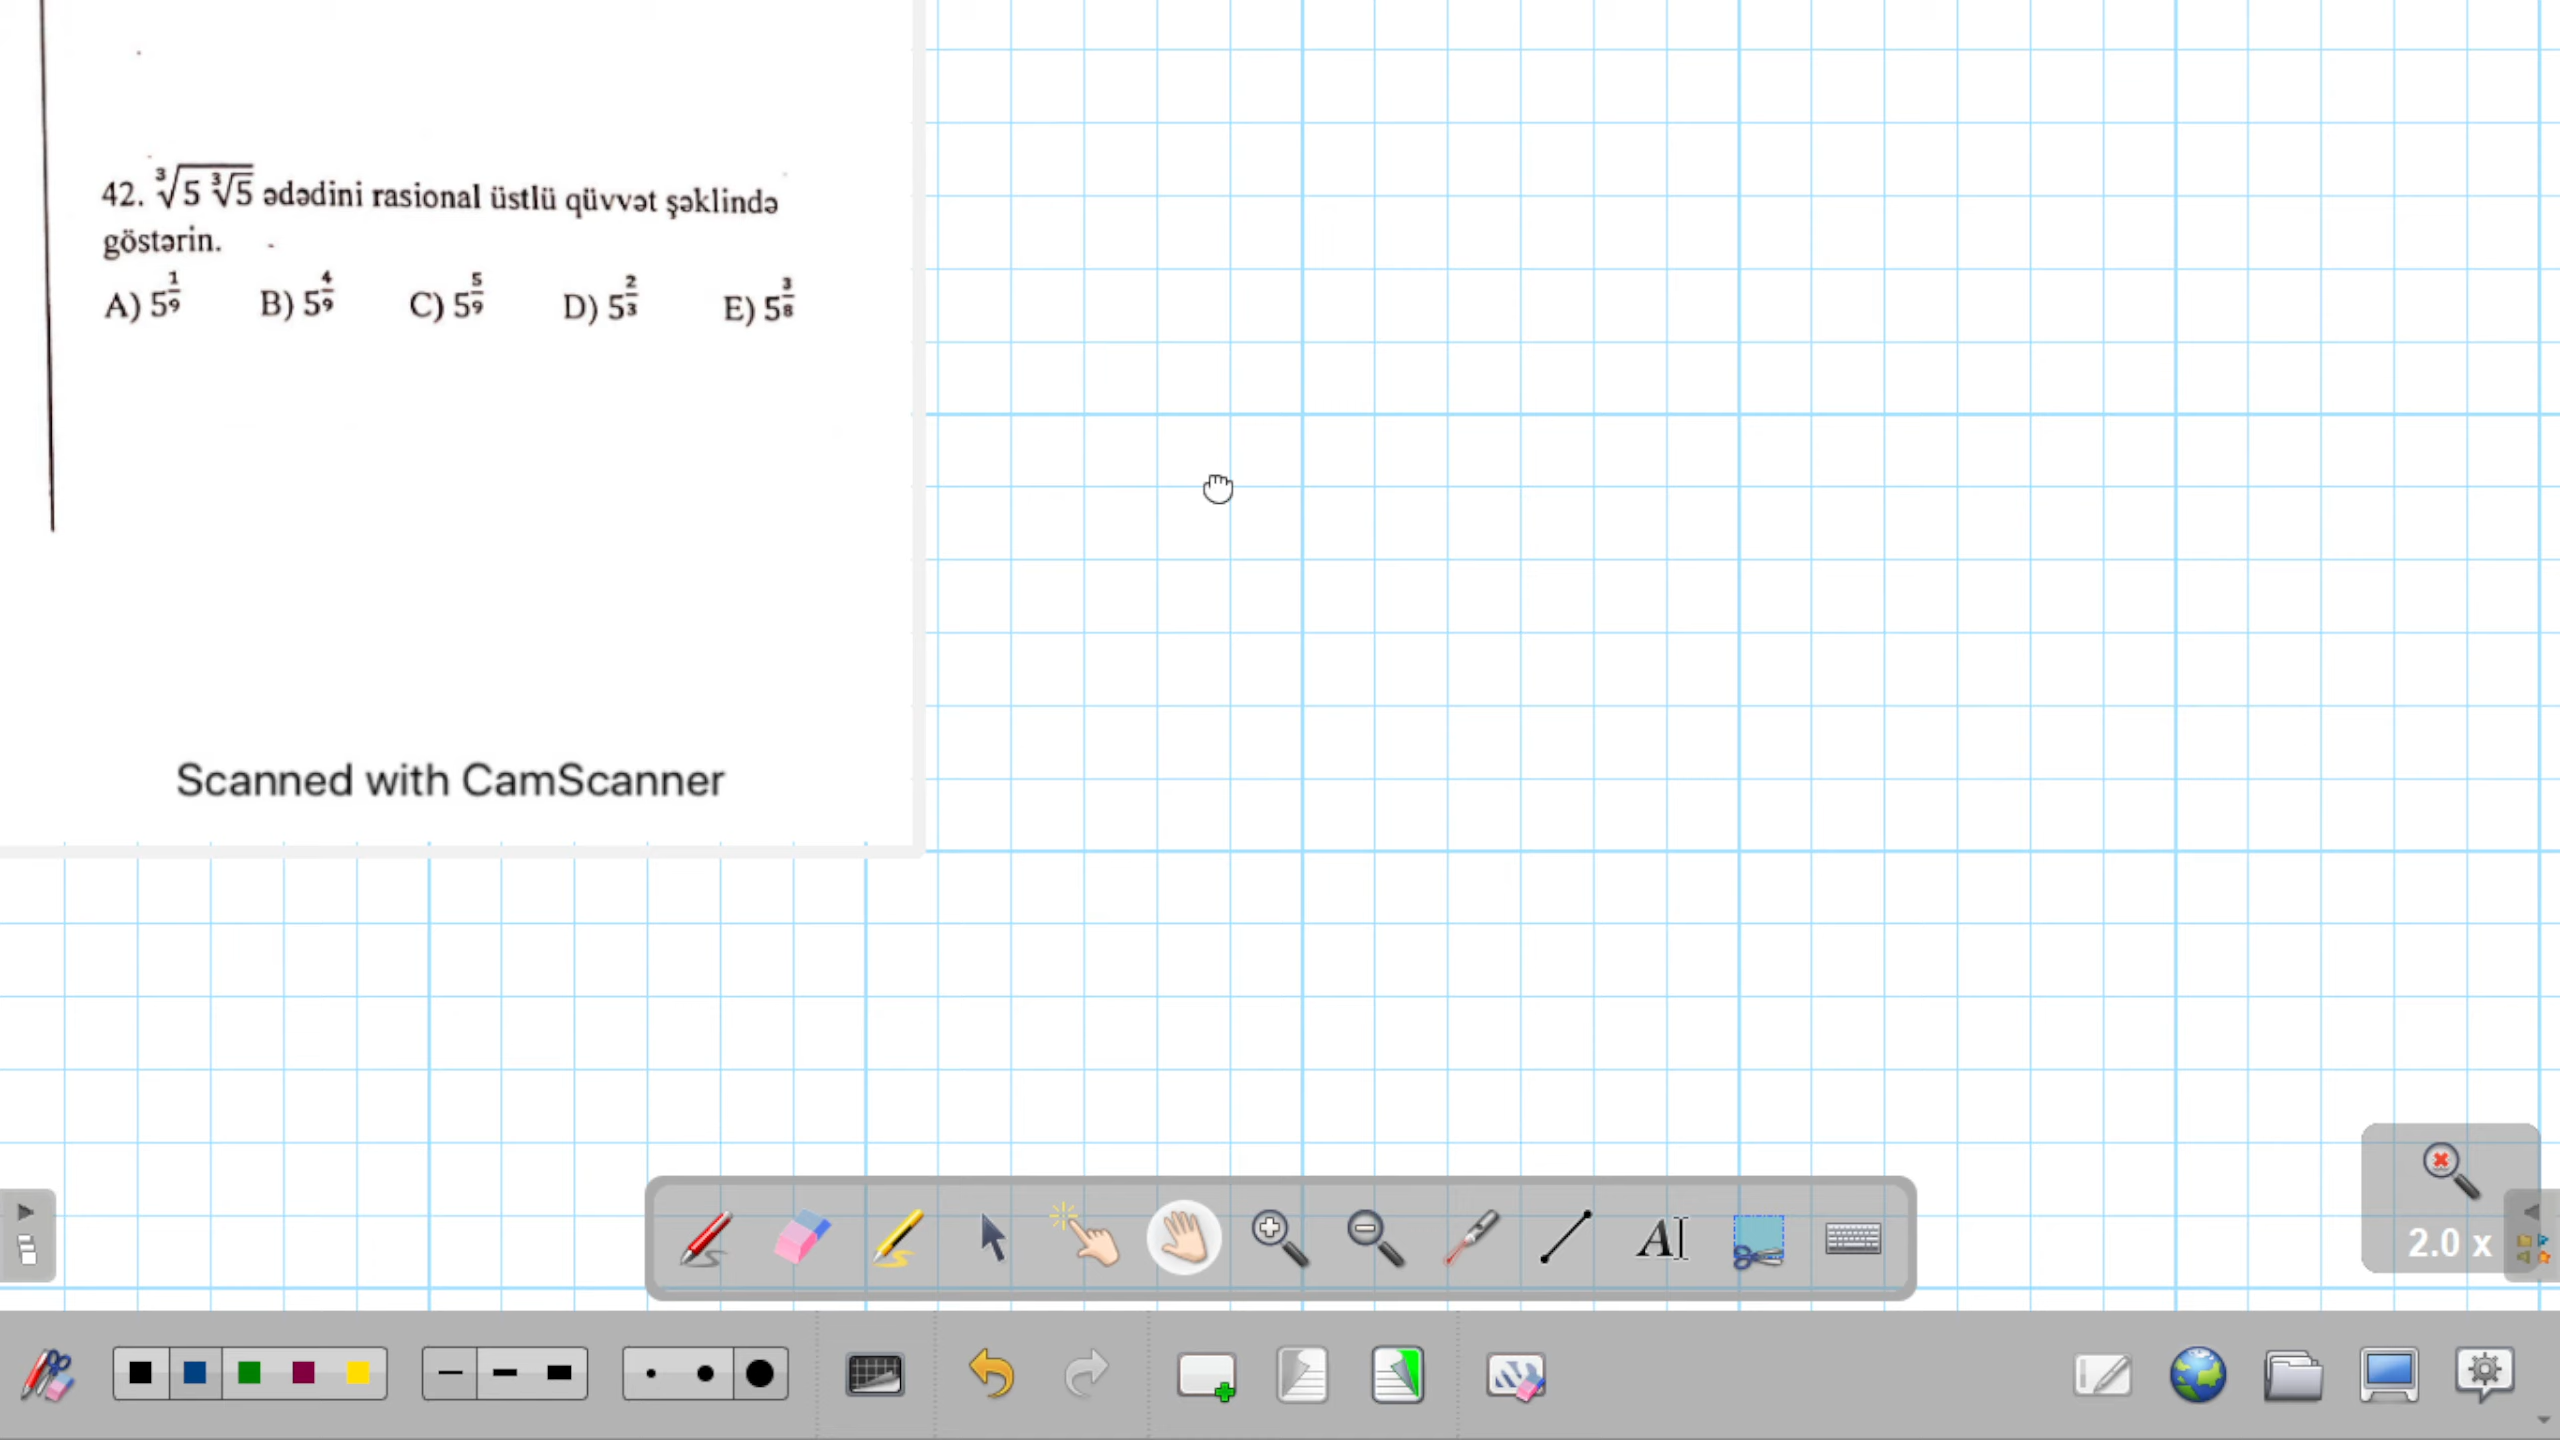 42. ∛(5 ∛5) ədədini rasional üstlü qüvvət şəklində
göstərin.
A) 5^(1/9) B) 5^(4/9) C) 5^(5/9) D) 5^(2/3) E) 5^(3/8)
Scanned with CamScanner
AI
2.0 x